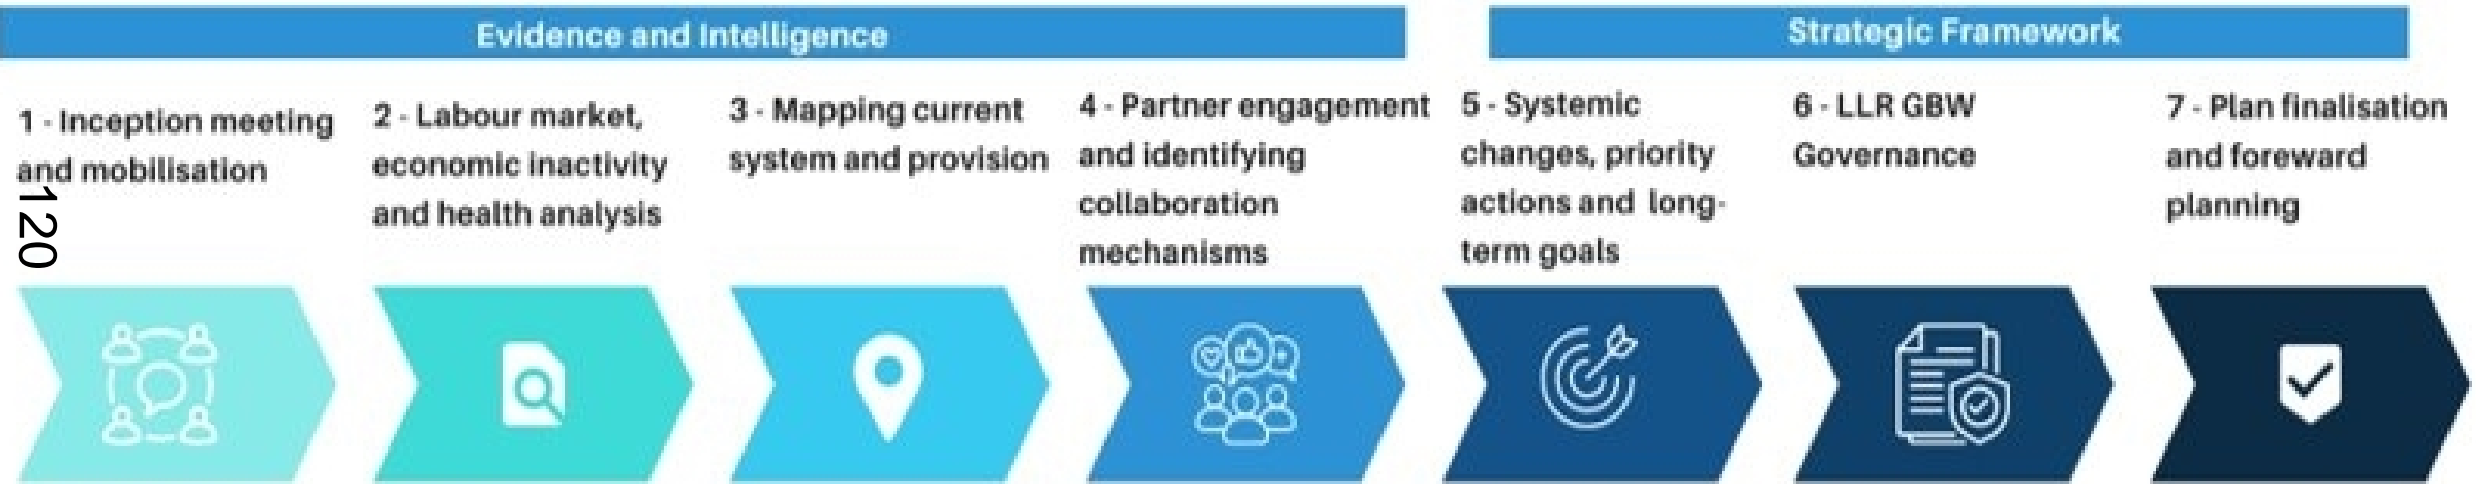 Evidence and Intelligence
Strategic Framework
1 - Inception meeting
and mobilisation
2 - Labour market,
economic inactivity
and health analysis
3 - Mapping current
system and provision
4 - Partner engagement
and identifying
collaboration
mechanisms
5 - Systemic
changes, priority
actions and long-
term goals
6 - LLR GBW
Governance
7 - Plan finalisation
and foreward
planning
120